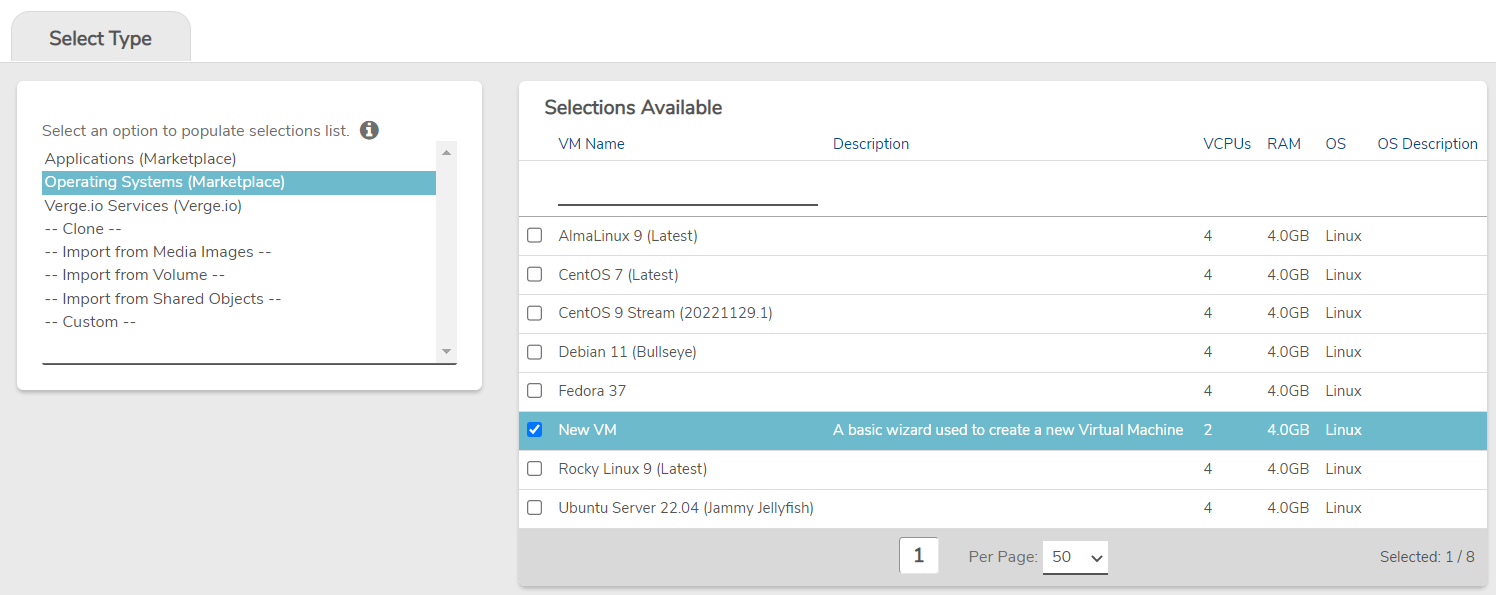 Select Type
Select an option to populate selections list.
Applications (Marketplace)
Operating Systems (Marketplace)
Verge.io Services (Verge.io)
-- Clone --
-- Import from Media Images --
-- Import from Volume --
-- Import from Shared Objects --
-- Custom --
Selections Available
VM Name Description VCPUs RAM OS OS Description
AlmaLinux 9 (Latest) 4 4.0GB Linux
CentOS 7 (Latest) 4 4.0GB Linux
CentOS 9 Stream (20221129.1) 4 4.0GB Linux
Debian 11 (Bullseye) 4 4.0GB Linux
Fedora 37 4 4.0GB Linux
New VM A basic wizard used to create a new Virtual Machine 2 4.0GB Linux
Rocky Linux 9 (Latest) 4 4.0GB Linux
Ubuntu Server 22.04 (Jammy Jellyfish) 4 4.0GB Linux
1 Per Page: 50 Selected: 1 / 8